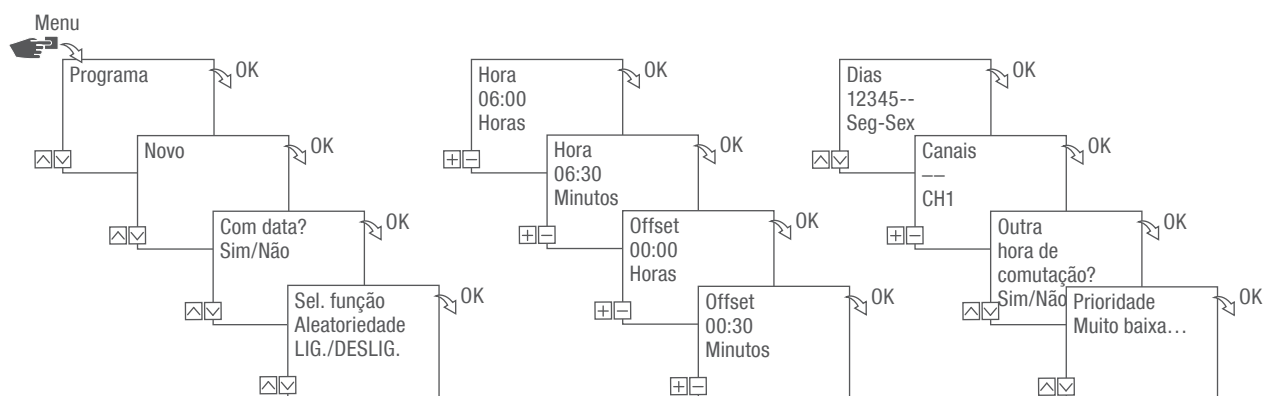 Menu
Programa
OK
Novo
OK
Com data?
Sim/Não
OK
Sel. função
Aleatoriedade
LIG./DESLIG.
OK
Hora
06:00
Horas
OK
Hora
06:30
Minutos
OK
Offset
00:00
Horas
OK
Offset
00:30
Minutos
OK
Dias
12345--
Seg-Sex
OK
Canais
––
CH1
OK
Outra
hora de
comutação?
Sim/Não
OK
Prioridade
Muito baixa…
OK